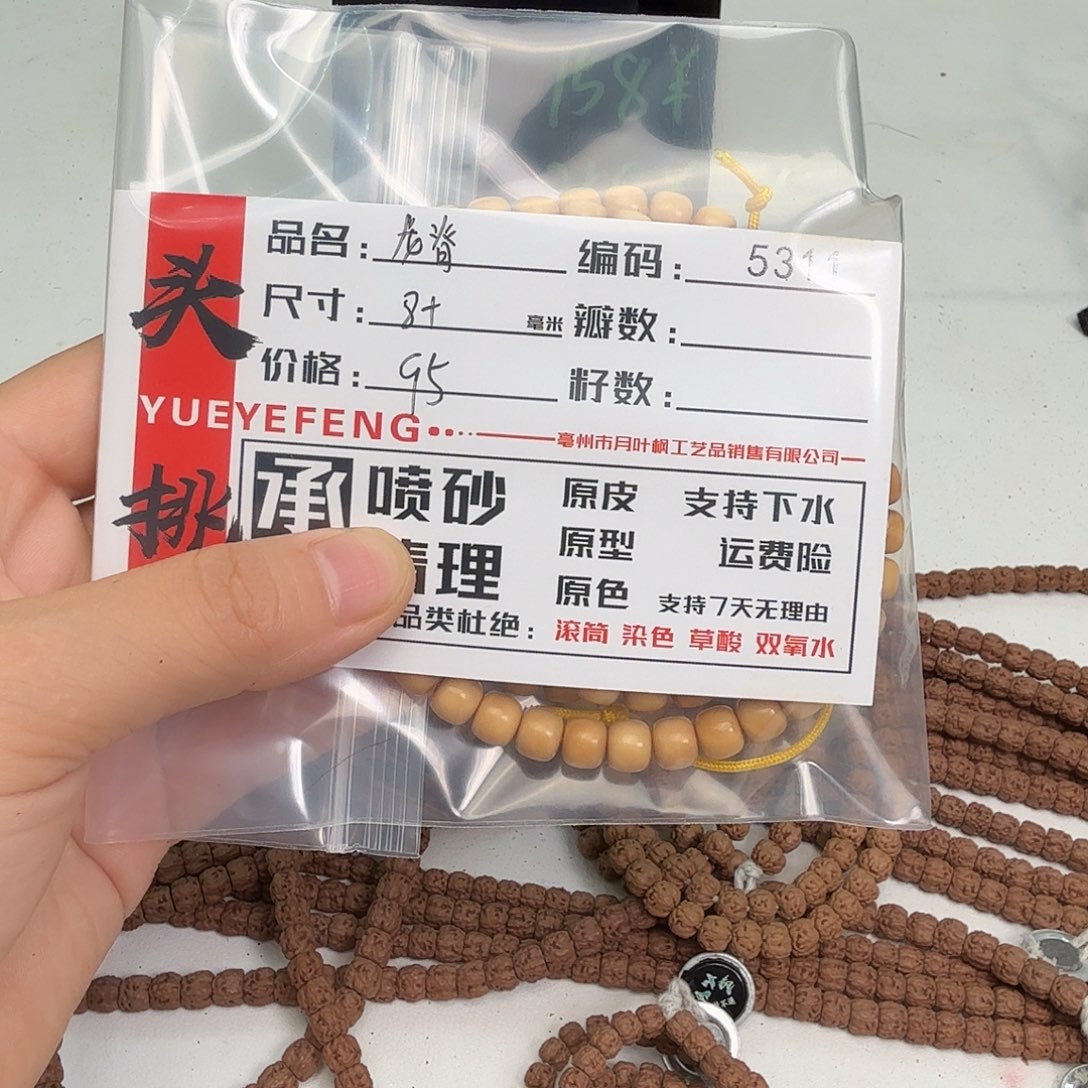 158¥
头挑
品名：老脊
编码：5311
尺寸：8+ 毫米
瓣数：
价格：95
籽数：
YUEYEFENG
亳州市月叶枫工艺品销售有限公司
承
喷砂
清理
原皮
支持下水
原型
运费险
原色
支持7天无理由
品类杜绝：滚筒 染色 草酸 双氧水